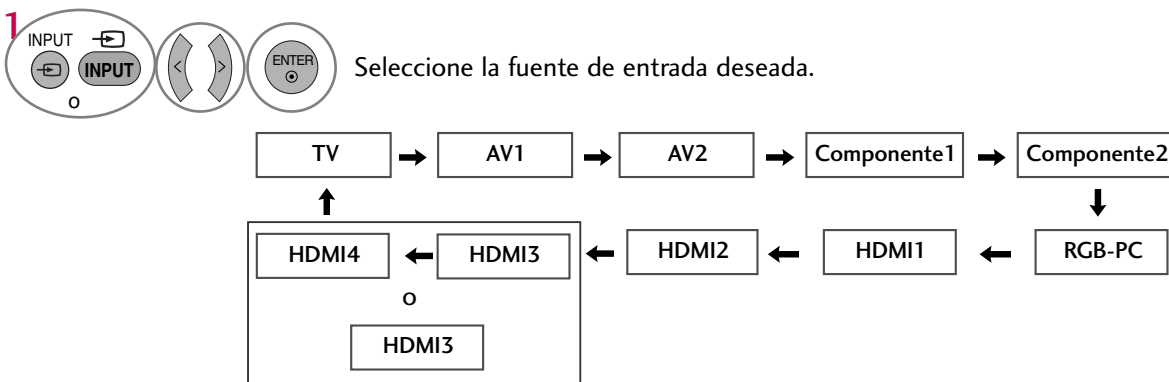 1
INPUT
INPUT
o
ENTER
Seleccione la fuente de entrada deseada.
TV
AV1
AV2
Componente1
Componente2
HDMI4
HDMI3
HDMI2
HDMI1
RGB-PC
o
HDMI3